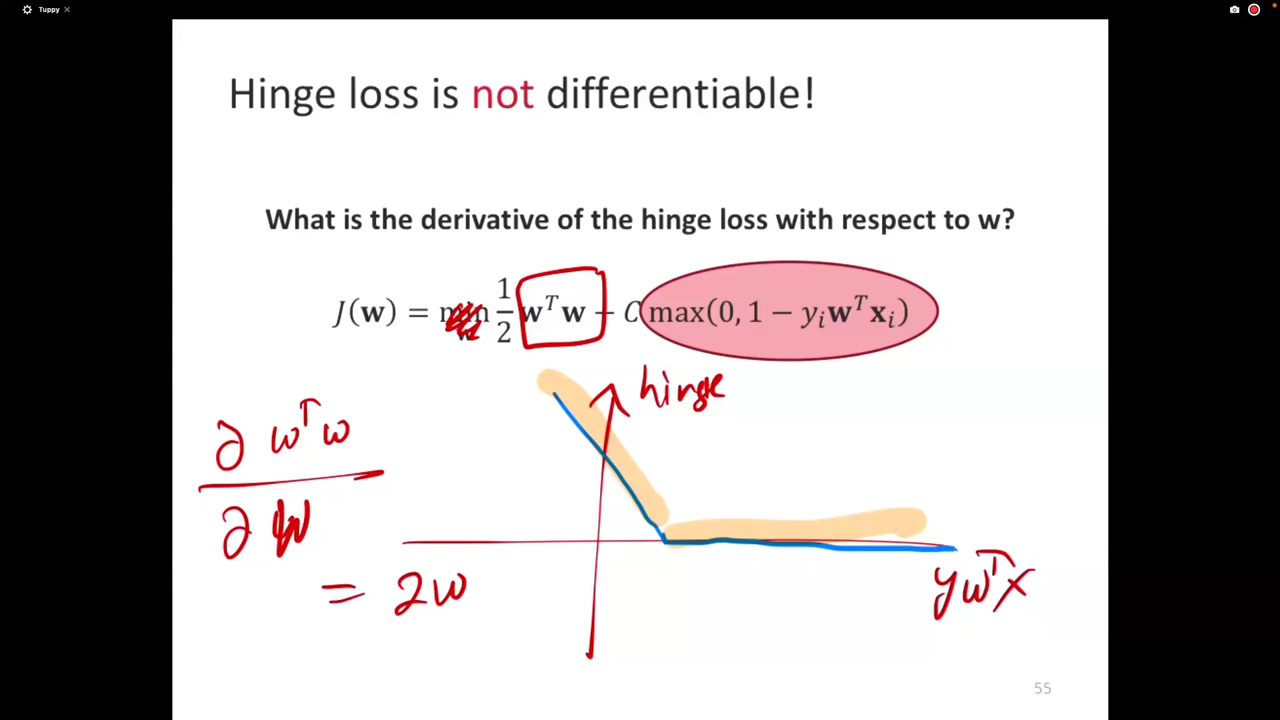 Tuppy
Hinge loss is not differentiable!
What is the derivative of the hinge loss with respect to w?
J(w) = min w 1/2 wᵀw − C max(0, 1 − yᵢwᵀxᵢ)
hinge
∂ wᵀw
∂ w
= 2w
ywᵀx
55